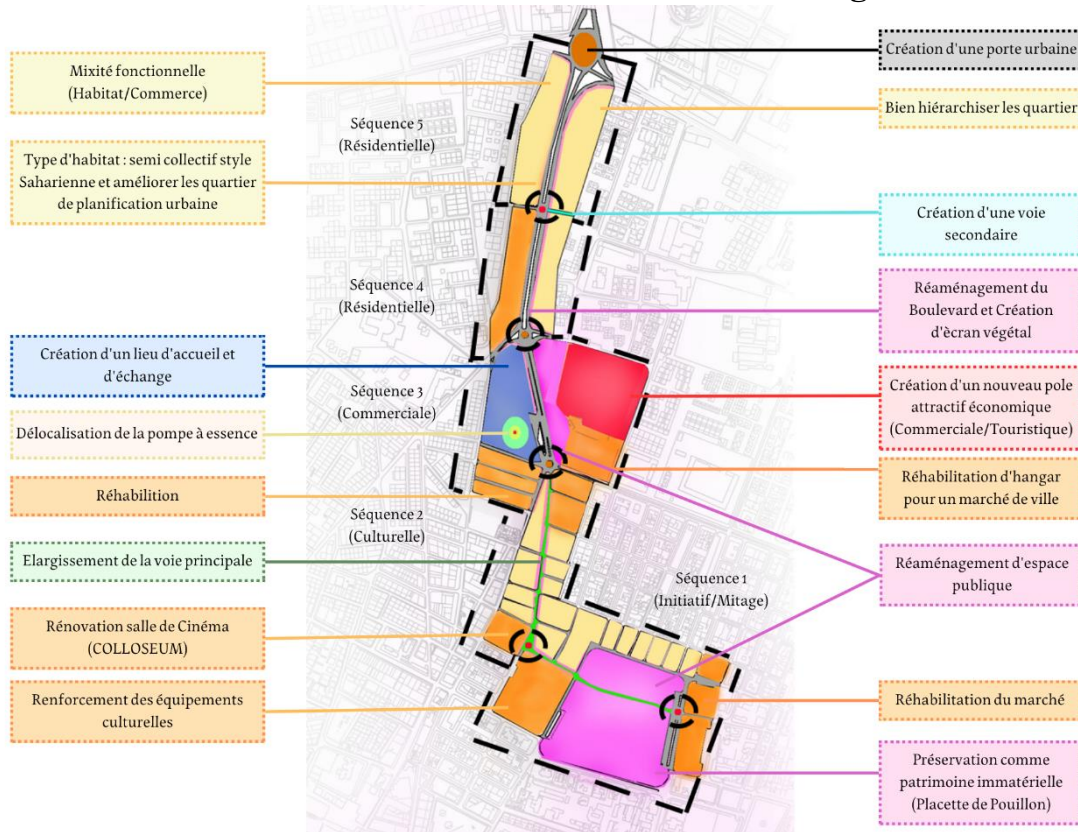 Mixité fonctionnelle
(Habitat/Commerce)
Type d'habitat : semi collectif style
Saharienne et améliorer les quartier
de planification urbaine
Création d'un lieu d'accueil et
d'échange
Délocalisation de la pompe à essence
Réhabilition
Elargissement de la voie principale
Rénovation salle de Cinéma
(COLLOSEUM)
Renforcement des équipements
culturelles
Séquence 5
(Résidentielle)
Séquence 4
(Résidentielle)
Séquence 3
(Commerciale)
Séquence 2
(Culturelle)
Séquence 1
(Initiatif/Mitage)
Création d'une porte urbaine
Bien hiérarchiser les quartier
Création d'une voie
secondaire
Réaménagement du
Boulevard et Création
d'ècran végétal
Création d'un nouveau pole
attractif économique
(Commerciale/Touristique)
Réhabilitation d'hangar
pour un marché de ville
Réaménagement d'espace
publique
Réhabilitation du marché
Préservation comme
patrimoine immatérielle
(Placette de Pouillon)